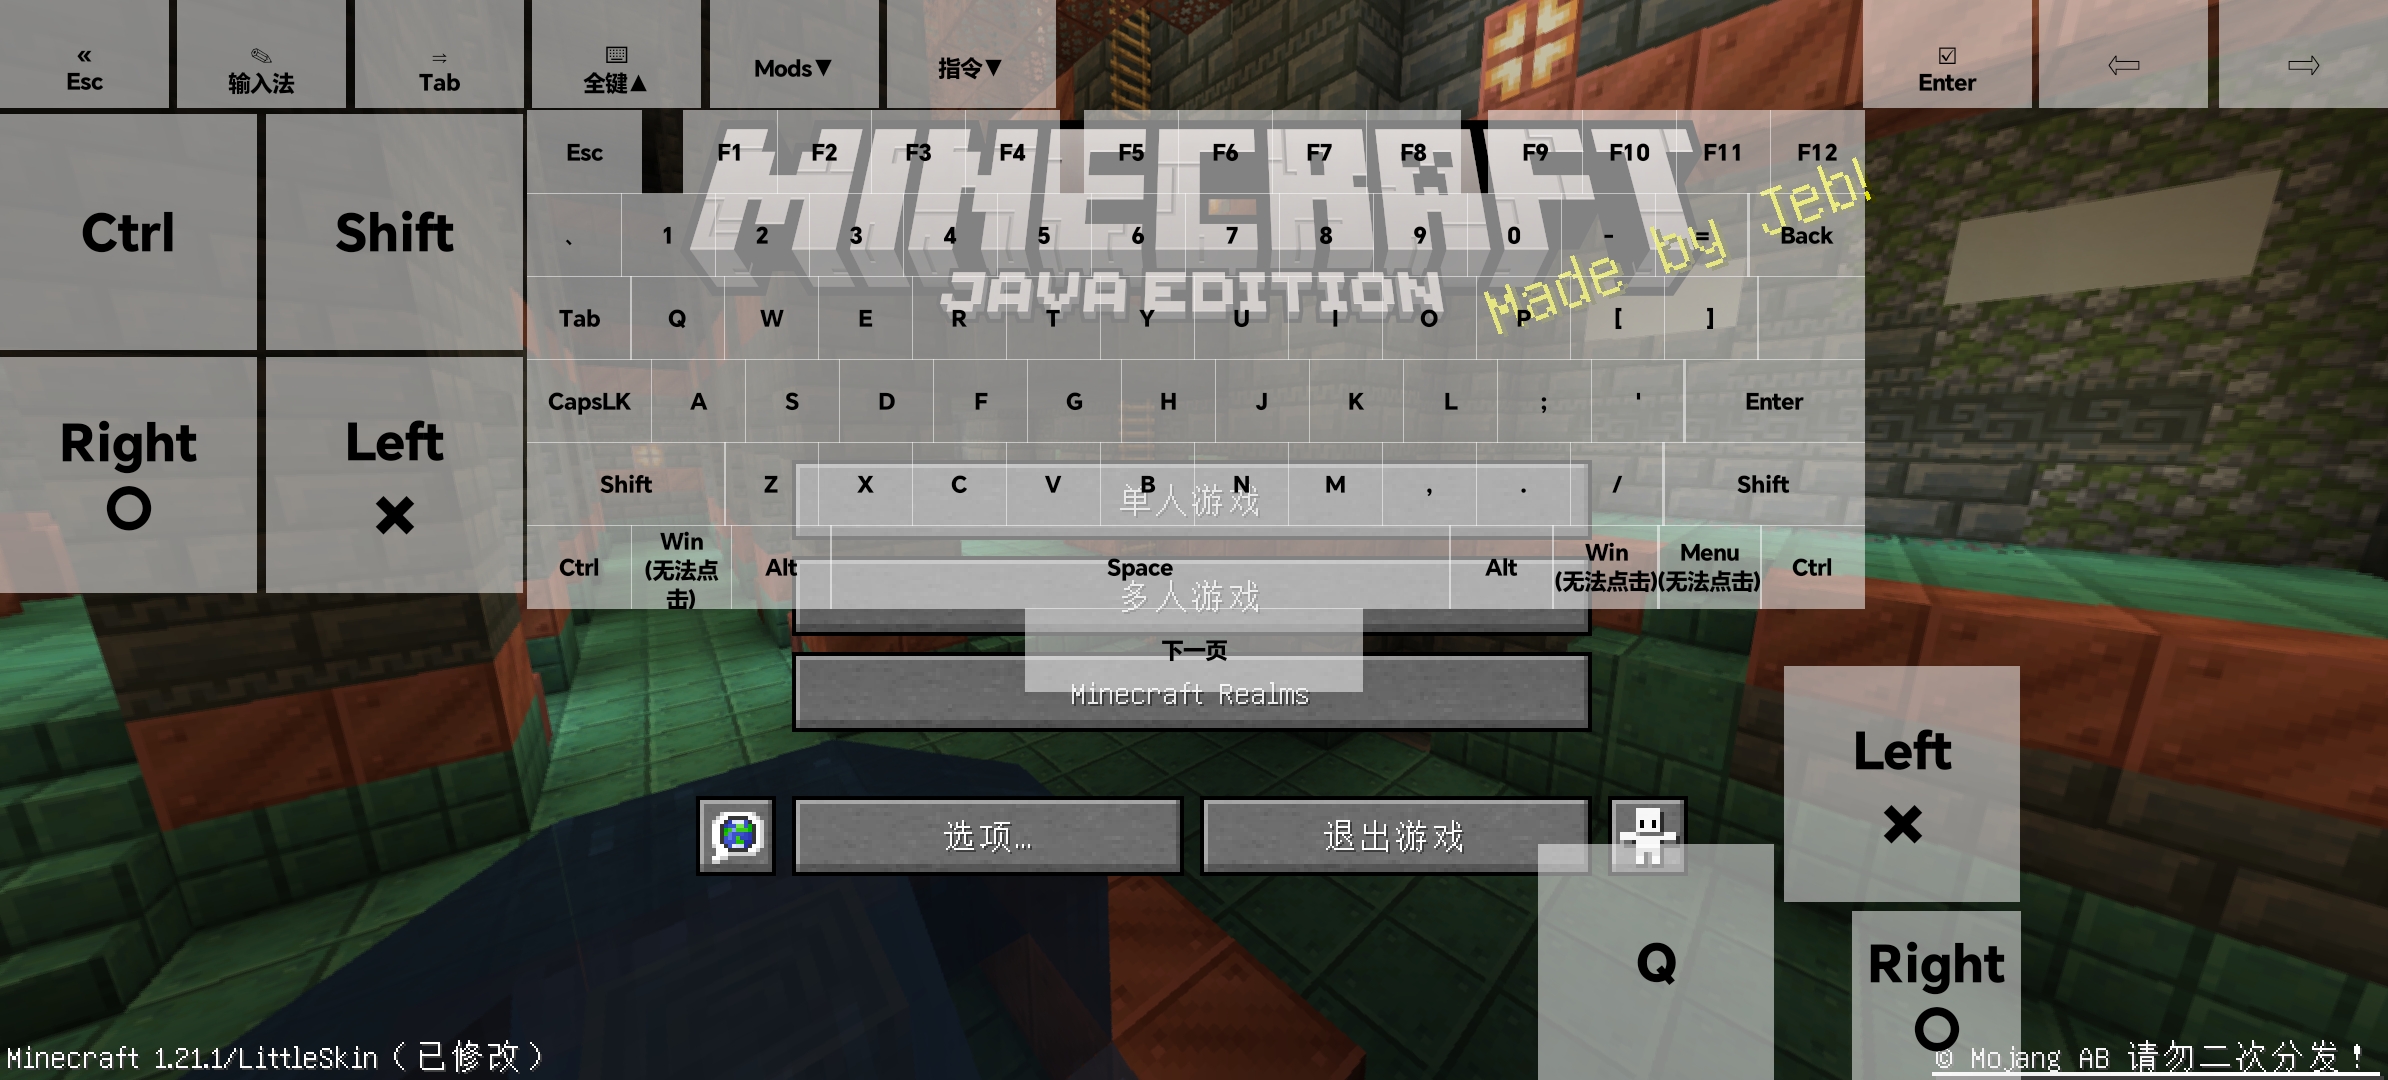 « Esc
输入法
Tab
全键▲
Mods▼
指令▼
Enter
Ctrl
Shift
Right
Left
Esc F1 F2 F3 F4 F5 F6 F7 F8 F9 F10 F11 F12
MINECRAFT
JAVA EDITION
Made by Jeb!
、 1 2 3 4 5 6 7 8 9 0 - = Back
Tab Q W E R T Y U I O P [ ]
CapsLK A S D F G H J K L ; ' Enter
Shift Z X C V B N M , . / Shift
Ctrl Win (无法点击) Alt Space Alt Win (无法点击) Menu (无法点击) Ctrl
单人游戏
多人游戏
下一页
Minecraft Realms
选项...
退出游戏
Left
Q
Right
Minecraft 1.21.1/LittleSkin（已修改）
© Mojang AB 请勿二次分发！